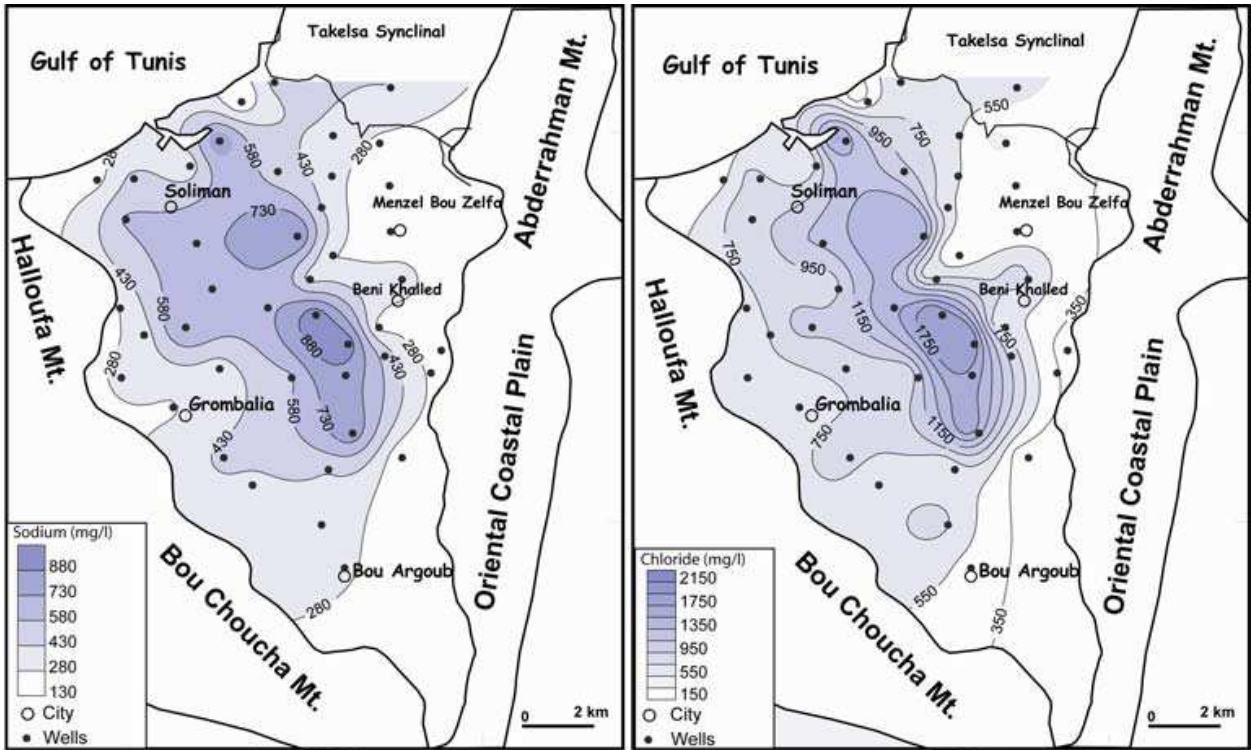 Takelsa Synclinal
Gulf of Tunis
Abderrahman Mt.
280
580
430
280
Soliman
Menzel Bou Zelfa
730
Halloufa Mt.
430
580
Beni Khalled
880
280
430
280
Grombalia
580
730
430
Oriental Coastal Plain
Sodium (mg/l)
880
730
580
430
280
130
City
Wells
Bou Choucha Mt.
Bou Argoub
280
0 2 km
Takelsa Synclinal
Gulf of Tunis
Abderrahman Mt.
550
950
750
Soliman
Menzel Bou Zelfa
750
950
Halloufa Mt.
Beni Khalled
1150
350
1750
750
Grombalia
750
1150
Oriental Coastal Plain
Chloride (mg/l)
2150
1750
1350
950
550
150
City
Wells
Bou Choucha Mt.
Bou Argoub
550
350
0 2 km